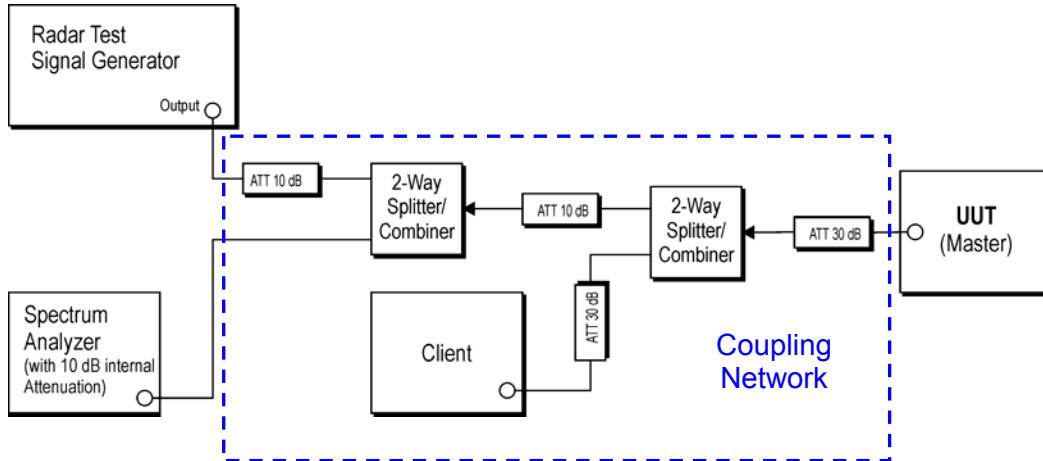 Radar Test
Signal Generator
Output
ATT 10 dB
2-Way
Splitter/
Combiner
ATT 10 dB
2-Way
Splitter/
Combiner
ATT 30 dB
UUT
(Master)
Spectrum
Analyzer
(with 10 dB internal
Attenuation)
Client
ATT 30 dB
Coupling
Network